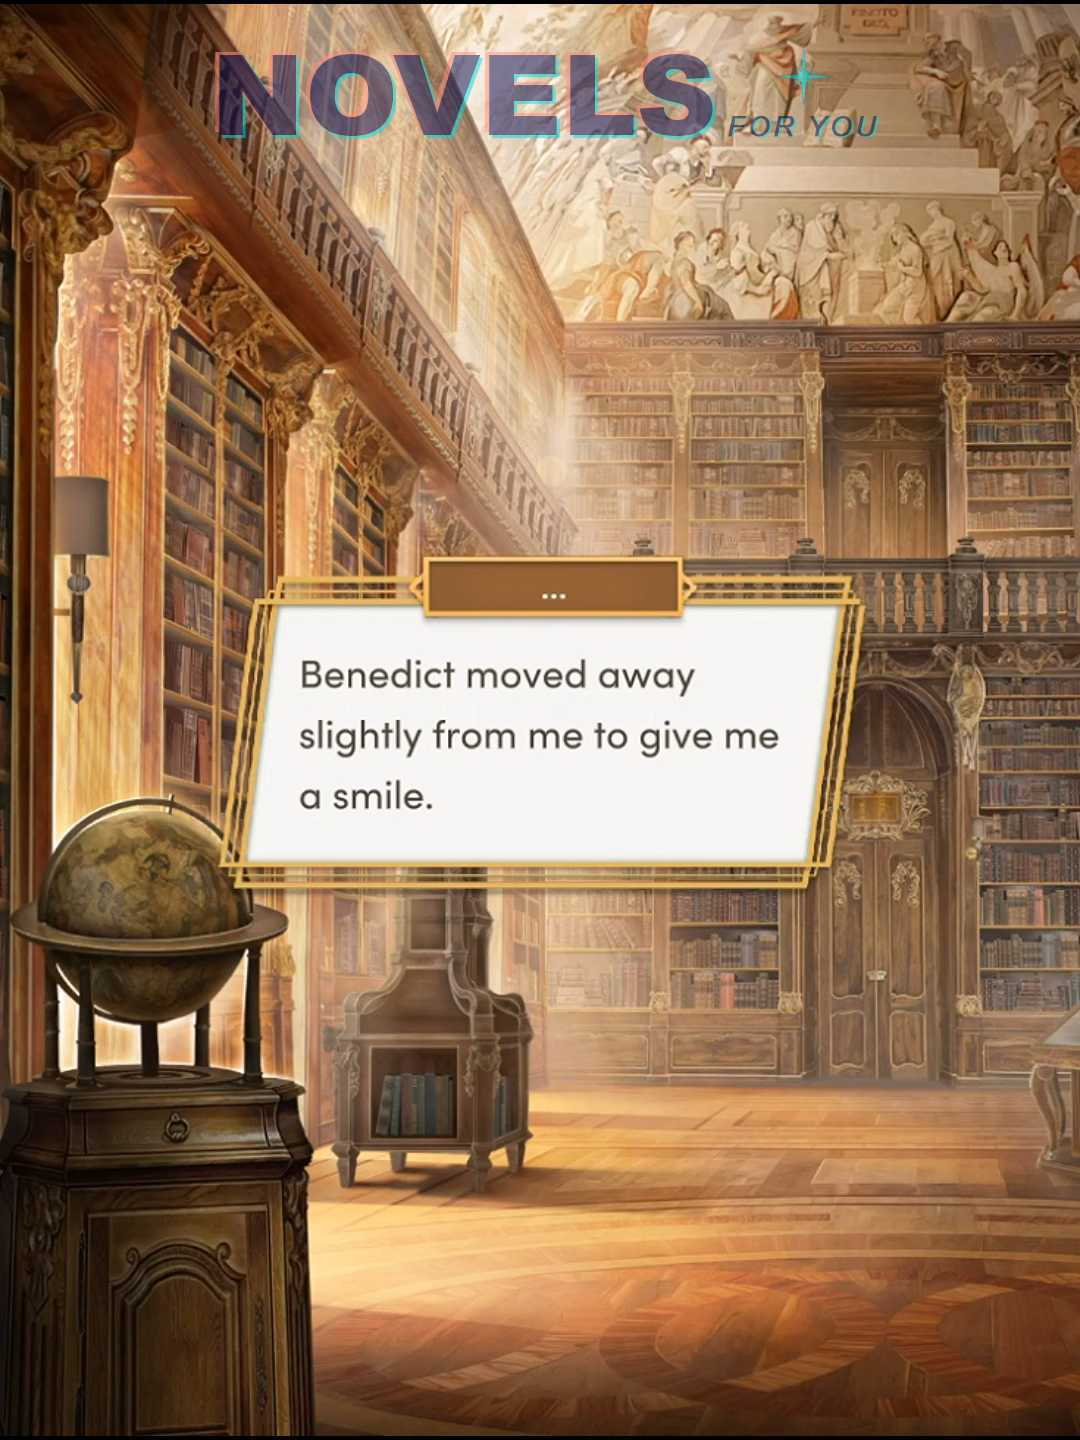 NOVELS
FOR YOU
...
Benedict moved away
slightly from me to give me
a smile.